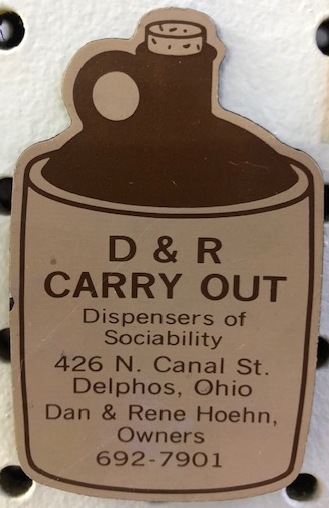 D & R
CARRY OUT
Dispensers of
Sociability
426 N. Canal St.
Delphos, Ohio
Dan & Rene Hoehn,
Owners
692-7901